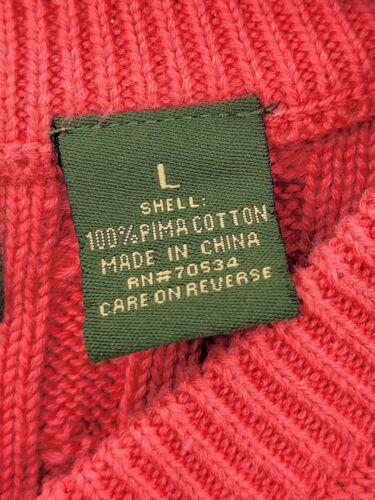 L
SHELL:
100% PIMA COTTON
MADE IN CHINA
RN#70534
CARE ON REVERSE